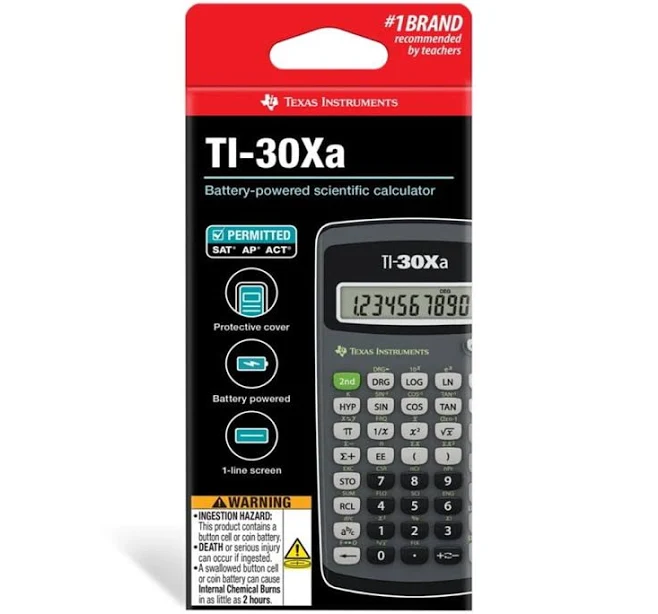 #1 BRAND
recommended
by teachers
TEXAS INSTRUMENTS
TI-30Xa
Battery-powered scientific calculator
PERMITTED
SAT® AP® ACT®
Protective cover
Battery powered
1-line screen
WARNING
• INGESTION HAZARD:
This product contains a
button cell or coin battery.
• DEATH or serious injury
can occur if ingested.
• A swallowed button cell
or coin battery can cause
Internal Chemical Burns
in as little as 2 hours.
TI-30Xa
DEG
1.234567890
TEXAS INSTRUMENTS
2nd DRG LOG LN
HYP SIN COS TAN
π 1/x x² √x
Σ+ EE ( )
STO 7 8 9
RCL 4 5 6
aᵇ/c 1 2 3
← 0 .